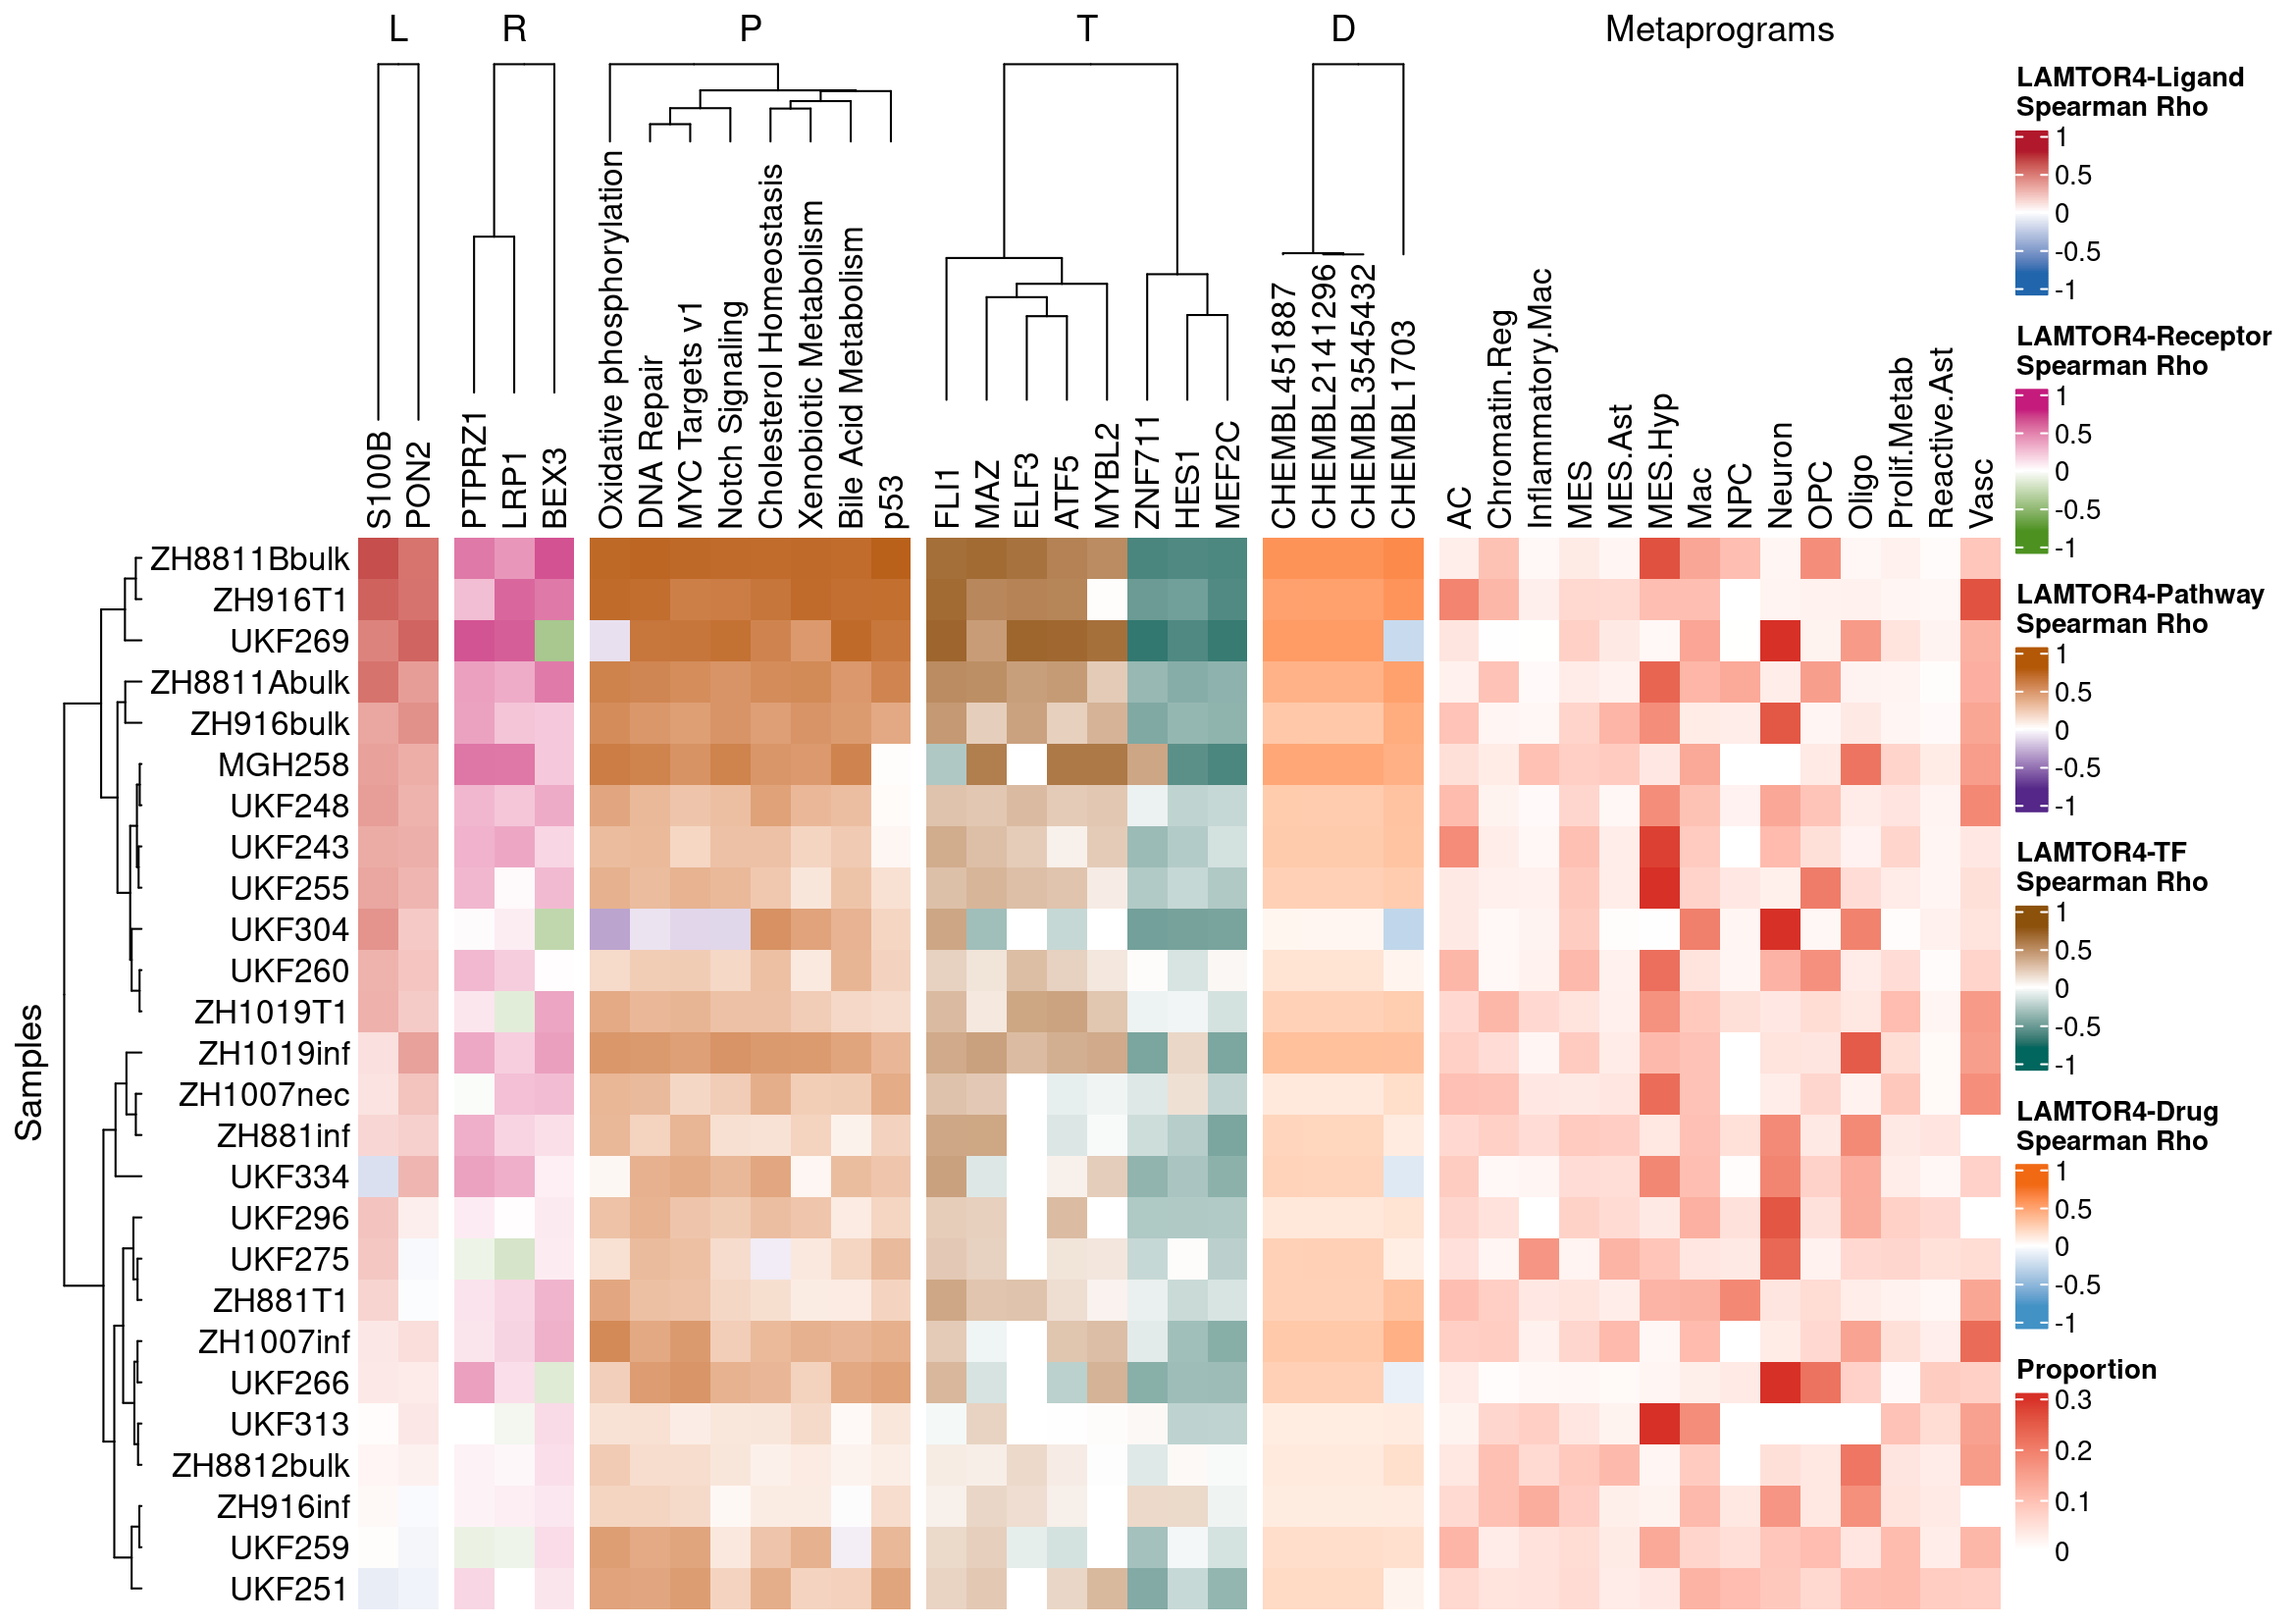 L R P T D Metaprograms
S100B
PON2
PTPRZ1
LRP1
BEX3
Oxidative phosphorylation
DNA Repair
MYC Targets v1
Notch Signaling
Cholesterol Homeostasis
Xenobiotic Metabolism
Bile Acid Metabolism
p53
FLI1
MAZ
ELF3
ATF5
MYBL2
ZNF711
HES1
MEF2C
CHEMBL451887
CHEMBL2141296
CHEMBL3545432
CHEMBL1703
AC
Chromatin.Reg
Inflammatory.Mac
MES
MES.Ast
MES.Hyp
Mac
NPC
Neuron
OPC
Oligo
Prolif.Metab
Reactive.Ast
Vasc
Samples
ZH8811Bbulk
ZH916T1
UKF269
ZH8811Abulk
ZH916bulk
MGH258
UKF248
UKF243
UKF255
UKF304
UKF260
ZH1019T1
ZH1019inf
ZH1007nec
ZH881inf
UKF334
UKF296
UKF275
ZH881T1
ZH1007inf
UKF266
UKF313
ZH8812bulk
ZH916inf
UKF259
UKF251
LAMTOR4-Ligand
Spearman Rho
1
0.5
0
-0.5
-1
LAMTOR4-Receptor
Spearman Rho
1
0.5
0
-0.5
-1
LAMTOR4-Pathway
Spearman Rho
1
0.5
0
-0.5
-1
LAMTOR4-TF
Spearman Rho
1
0.5
0
-0.5
-1
LAMTOR4-Drug
Spearman Rho
1
0.5
0
-0.5
-1
Proportion
0.3
0.2
0.1
0